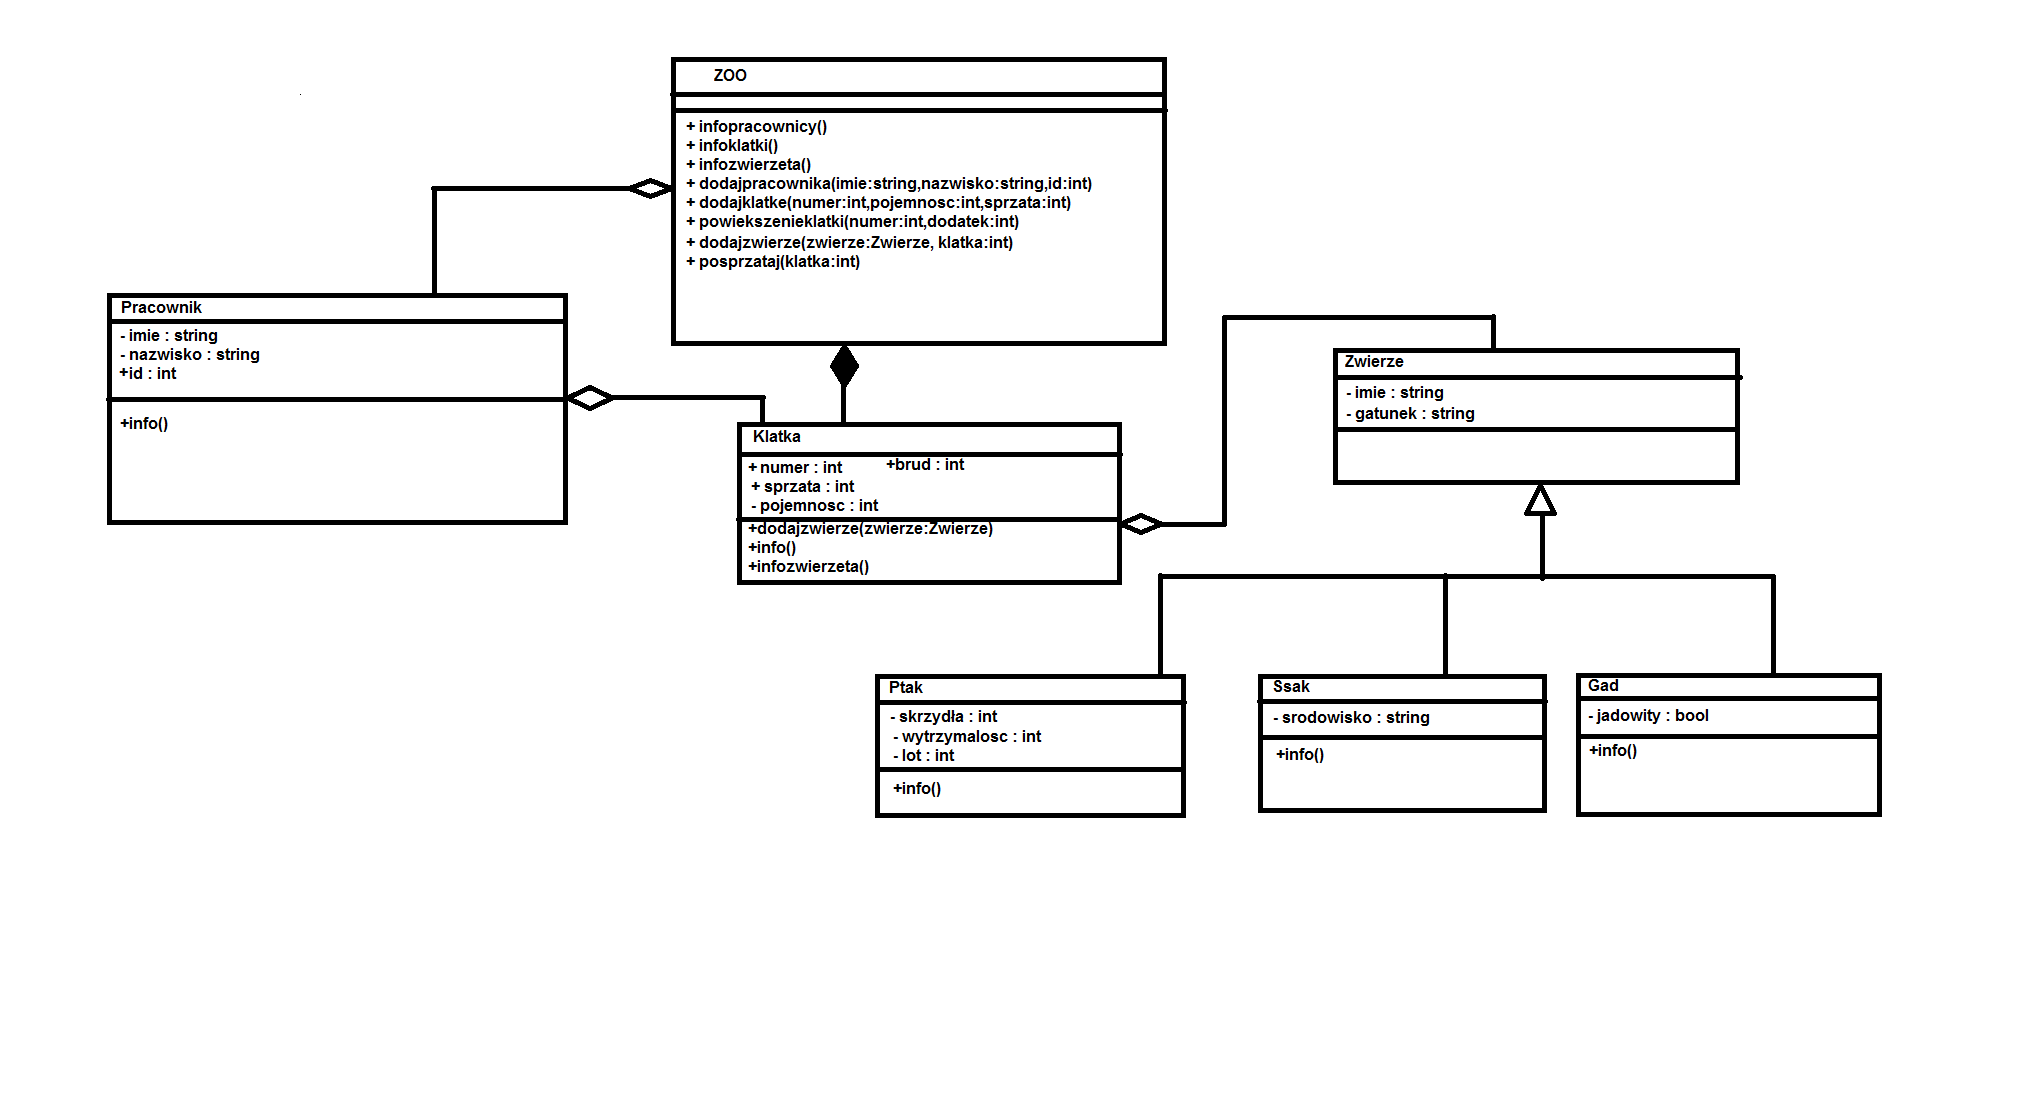 ZOO
+ infopracownicy()
+ infoklatki()
+ infozwierzeta()
+ dodajpracownika(imie:string,nazwisko:string,id:int)
+ dodajklatke(numer:int,pojemnosc:int,sprzata:int)
+ powiekszenieklatki(numer:int,dodatek:int)
+ dodajzwierze(zwierze:Zwierze, klatka:int)
+ posprzataj(klatka:int)
Pracownik
- imie : string
- nazwisko : string
+id : int
+info()
Klatka
+ numer : int +brud : int
+ sprzata : int
- pojemnosc : int
+dodajzwierze(zwierze:Zwierze)
+info()
+infozwierzeta()
Zwierze
- imie : string
- gatunek : string
Ptak
- skrzydła : int
- wytrzymalosc : int
- lot : int
+info()
Ssak
- srodowisko : string
+info()
Gad
- jadowity : bool
+info()